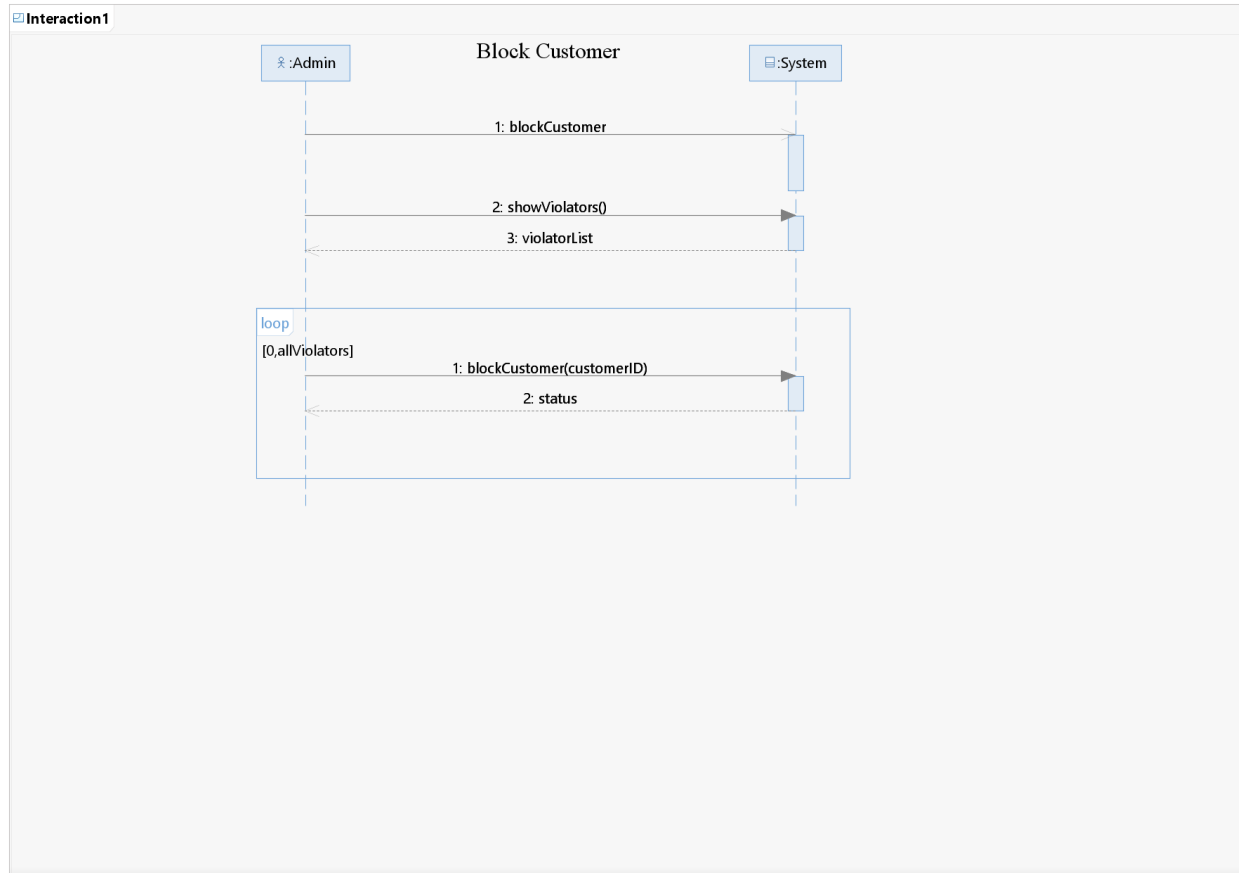 Interaction1
Block Customer
:Admin
:System
1: blockCustomer
2: showViolators()
3: violatorList
loop
[0,allViolators]
1: blockCustomer(customerID)
2: status